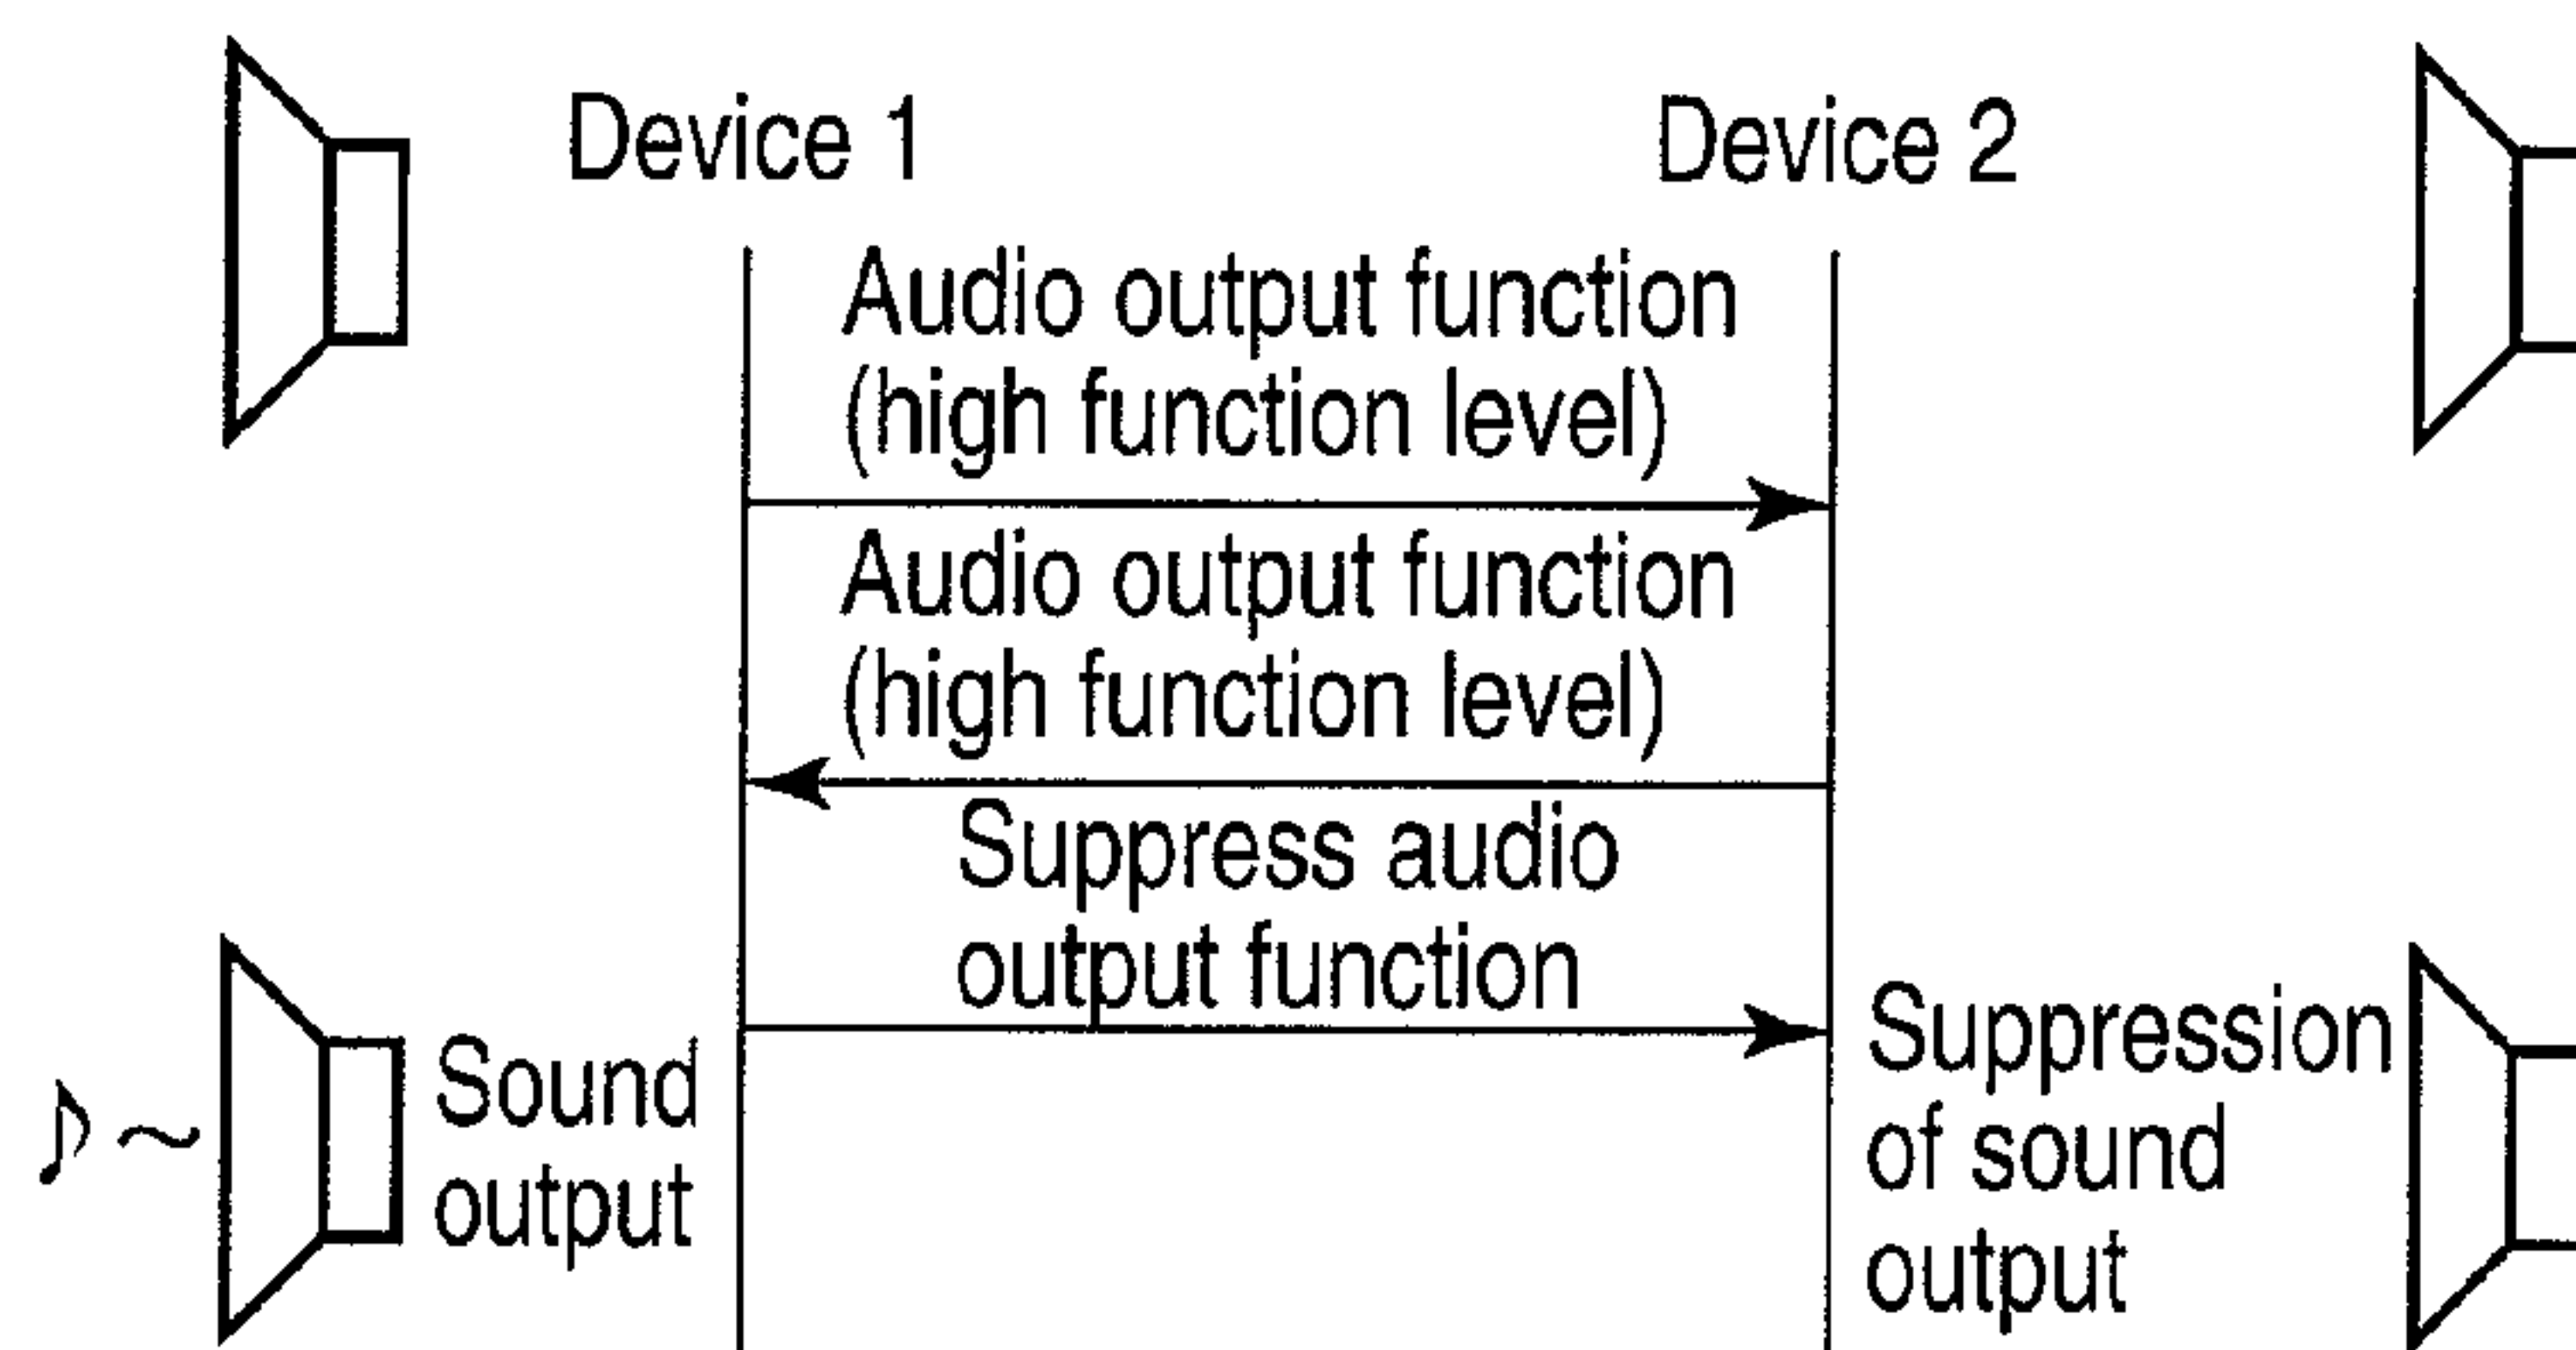 Device 1
Device 2
Audio output function
(high function level)
Audio output function
(high function level)
Suppress audio
output function
Sound
output
Suppression
of sound
output